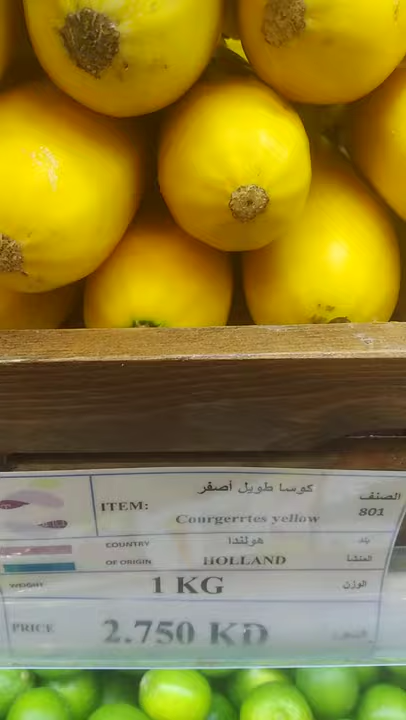 كوسا طويل أصفر
ITEM: الصنف
Courgerrtes yellow 801
COUNTRY هولندا بلد
OF ORIGIN HOLLAND المنشا
WEIGHT 1 KG الوزن
PRICE 2.750 KD